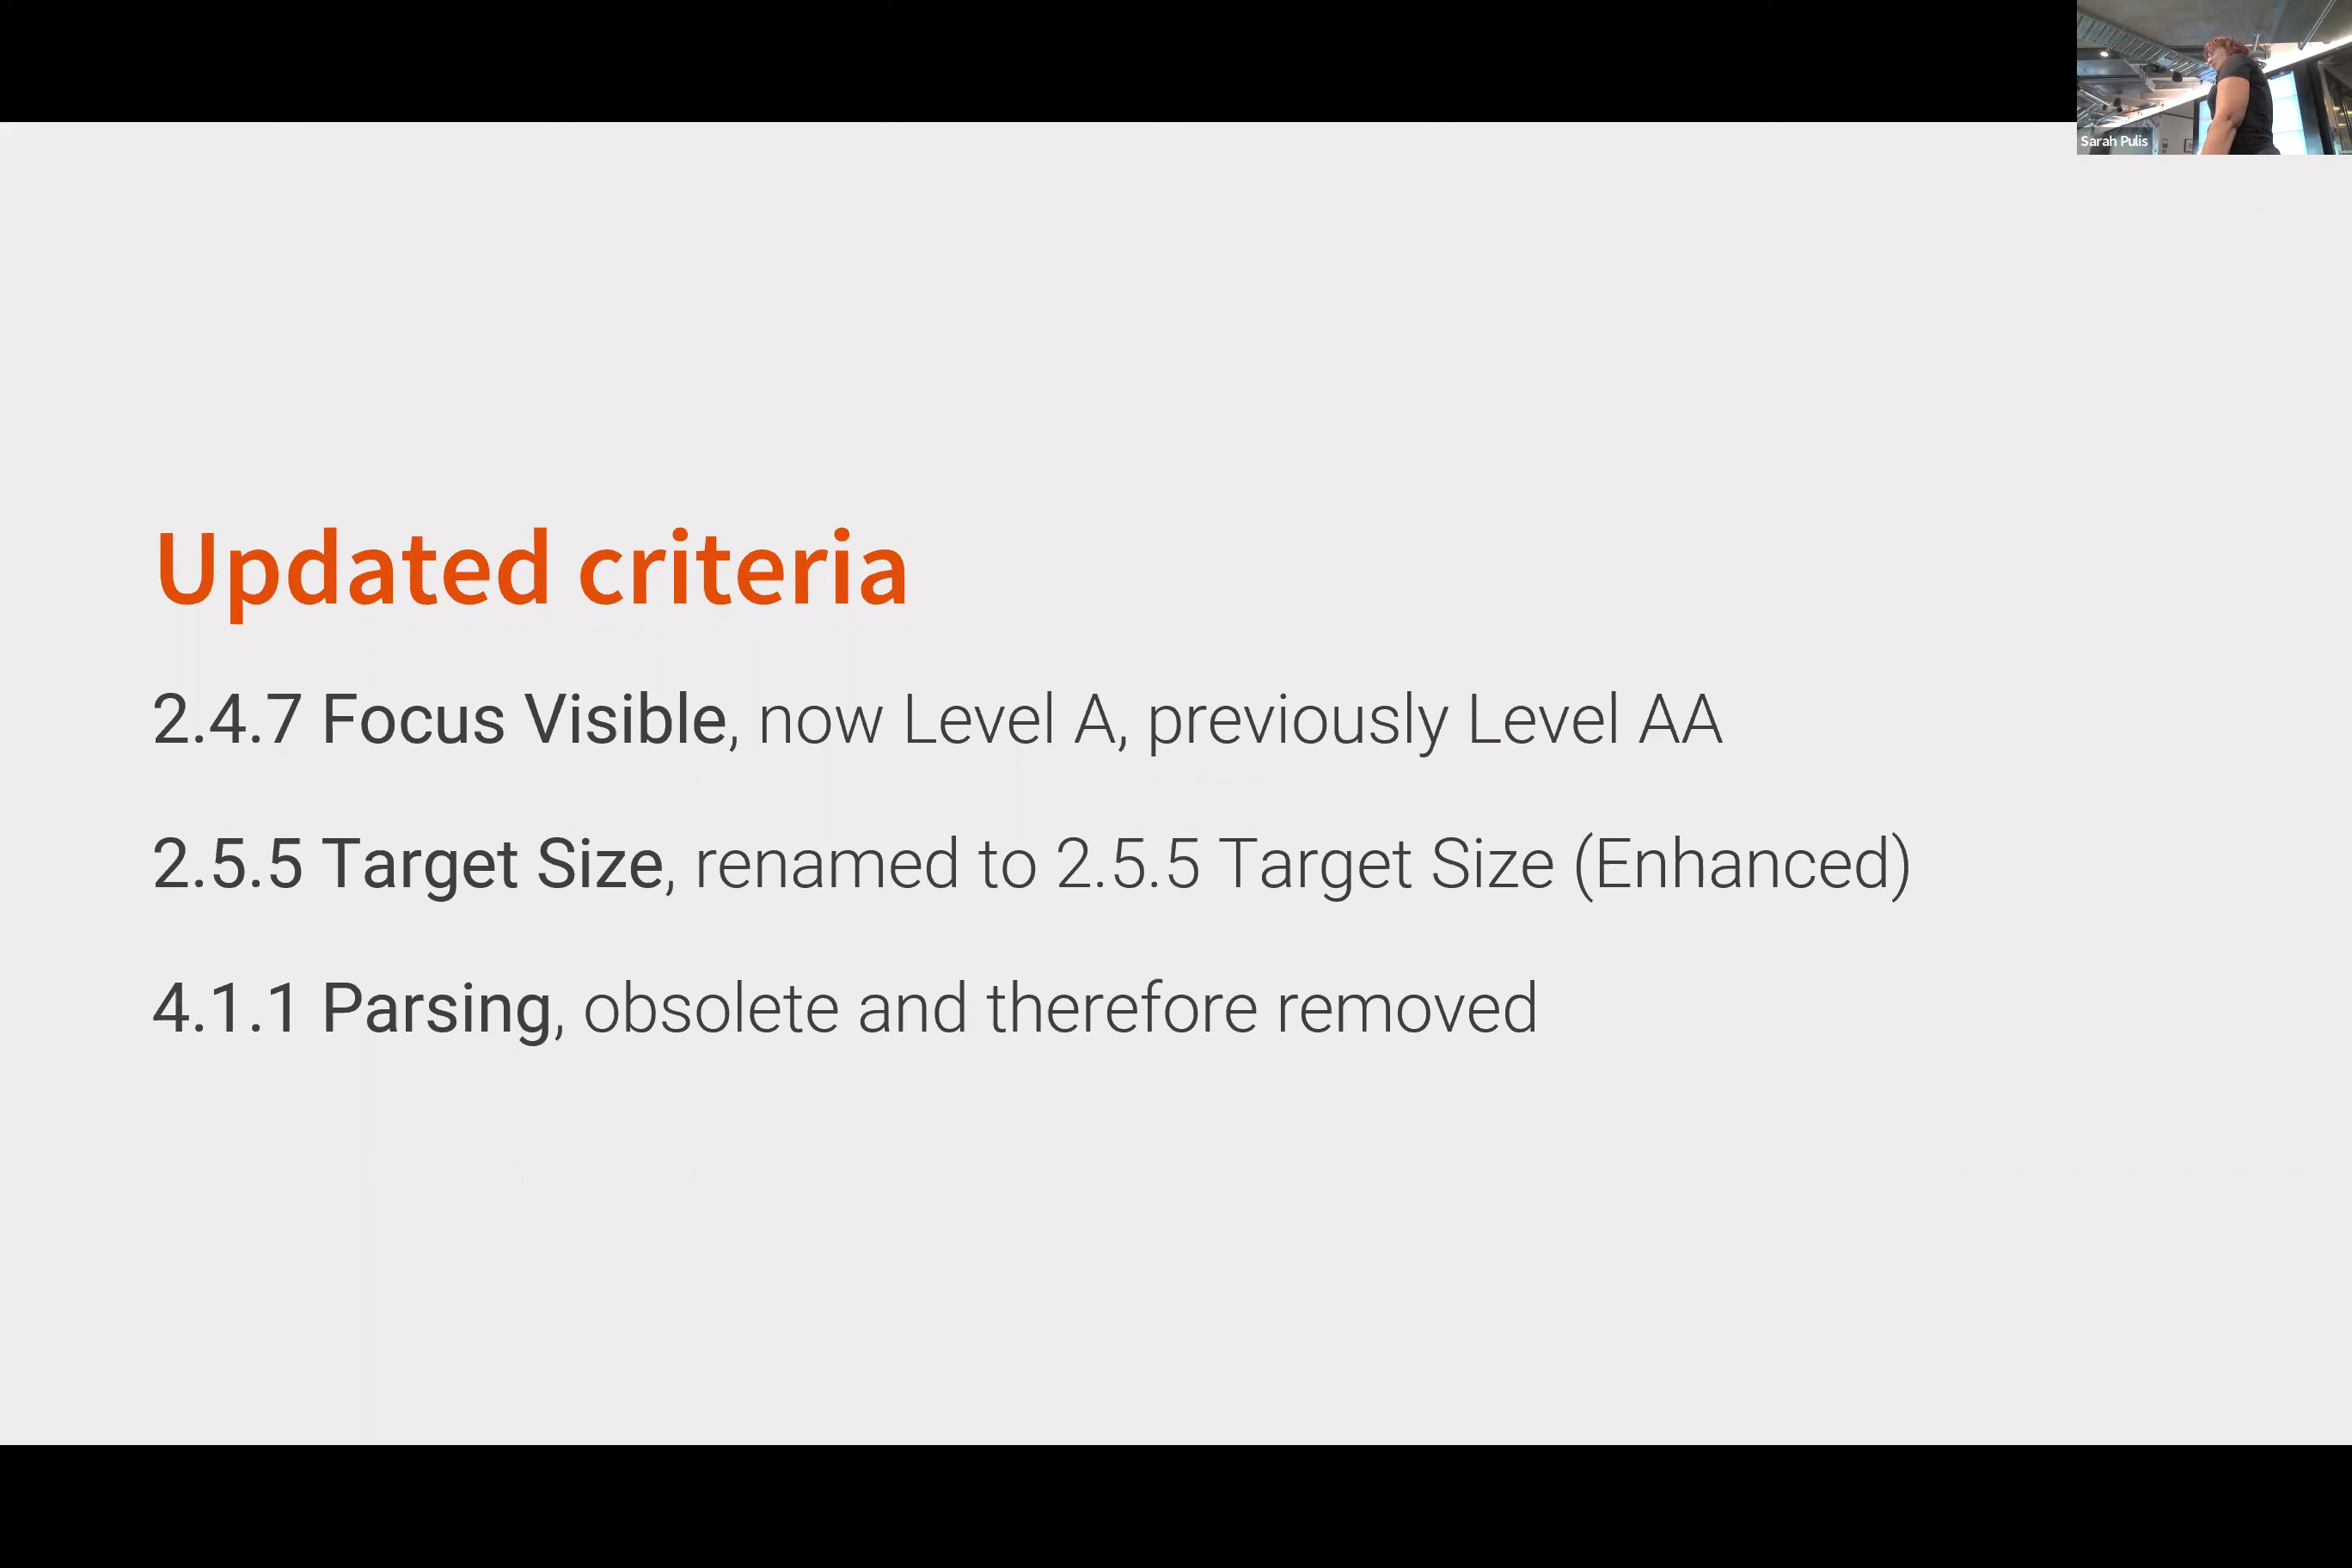 Sarah Pulis
Updated criteria
2.4.7 Focus Visible, now Level A, previously Level AA
2.5.5 Target Size, renamed to 2.5.5 Target Size (Enhanced)
4.1.1 Parsing, obsolete and therefore removed